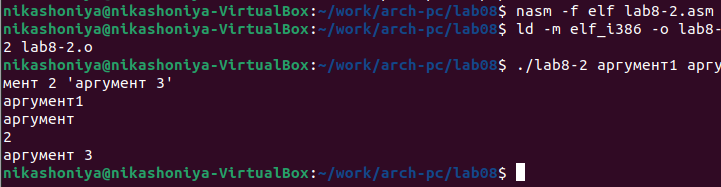 nikashoniya@nikashoniya-VirtualBox:~/work/arch-pc/lab08$ nasm -f elf lab8-2.asm
nikashoniya@nikashoniya-VirtualBox:~/work/arch-pc/lab08$ ld -m elf_i386 -o lab8-
2 lab8-2.o
nikashoniya@nikashoniya-VirtualBox:~/work/arch-pc/lab08$ ./lab8-2 аргумент1 аргу
мент 2 'аргумент 3'
аргумент1
аргумент
2
аргумент 3
nikashoniya@nikashoniya-VirtualBox:~/work/arch-pc/lab08$